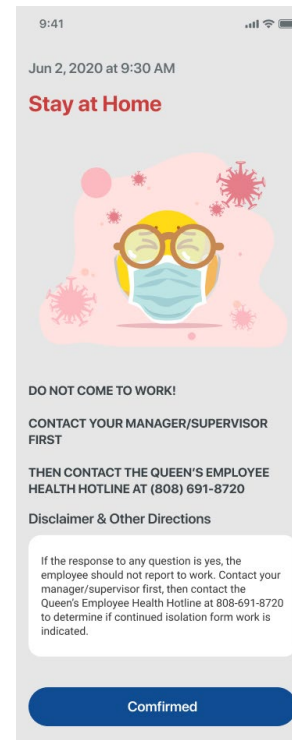 9:41
Jun 2, 2020 at 9:30 AM
Stay at Home
DO NOT COME TO WORK!
CONTACT YOUR MANAGER/SUPERVISOR
FIRST
THEN CONTACT THE QUEEN'S EMPLOYEE
HEALTH HOTLINE AT (808) 691-8720
Disclaimer & Other Directions
If the response to any question is yes, the
employee should not report to work. Contact your
manager/supervisor first, then contact the
Queen's Employee Health Hotline at 808-691-8720
to determine if continued isolation form work is
indicated.
Comfirmed